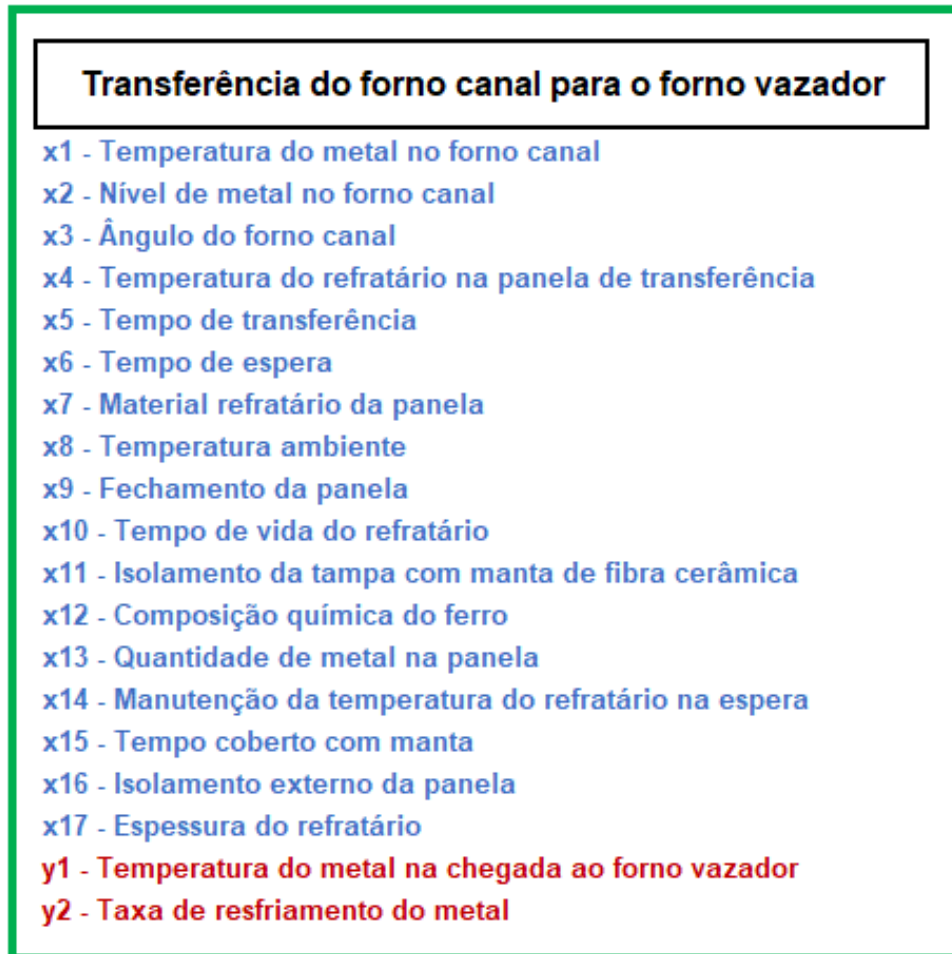 Transferência do forno canal para o forno vazador
x1 - Temperatura do metal no forno canal
x2 - Nível de metal no forno canal
x3 - Ângulo do forno canal
x4 - Temperatura do refratário na panela de transferência
x5 - Tempo de transferência
x6 - Tempo de espera
x7 - Material refratário da panela
x8 - Temperatura ambiente
x9 - Fechamento da panela
x10 - Tempo de vida do refratário
x11 - Isolamento da tampa com manta de fibra cerâmica
x12 - Composição química do ferro
x13 - Quantidade de metal na panela
x14 - Manutenção da temperatura do refratário na espera
x15 - Tempo coberto com manta
x16 - Isolamento externo da panela
x17 - Espessura do refratário
y1 - Temperatura do metal na chegada ao forno vazador
y2 - Taxa de resfriamento do metal